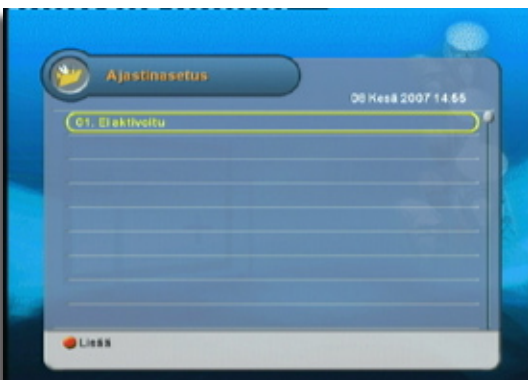 Ajastinasetus
08 Kesä 2007 14:55
01. Ei aktivoitu
Lisää